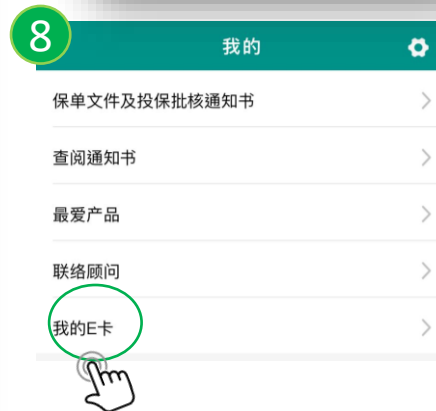 8
我的
保单文件及投保批核通知书
查阅通知书
最爱产品
联络顾问
我的E卡